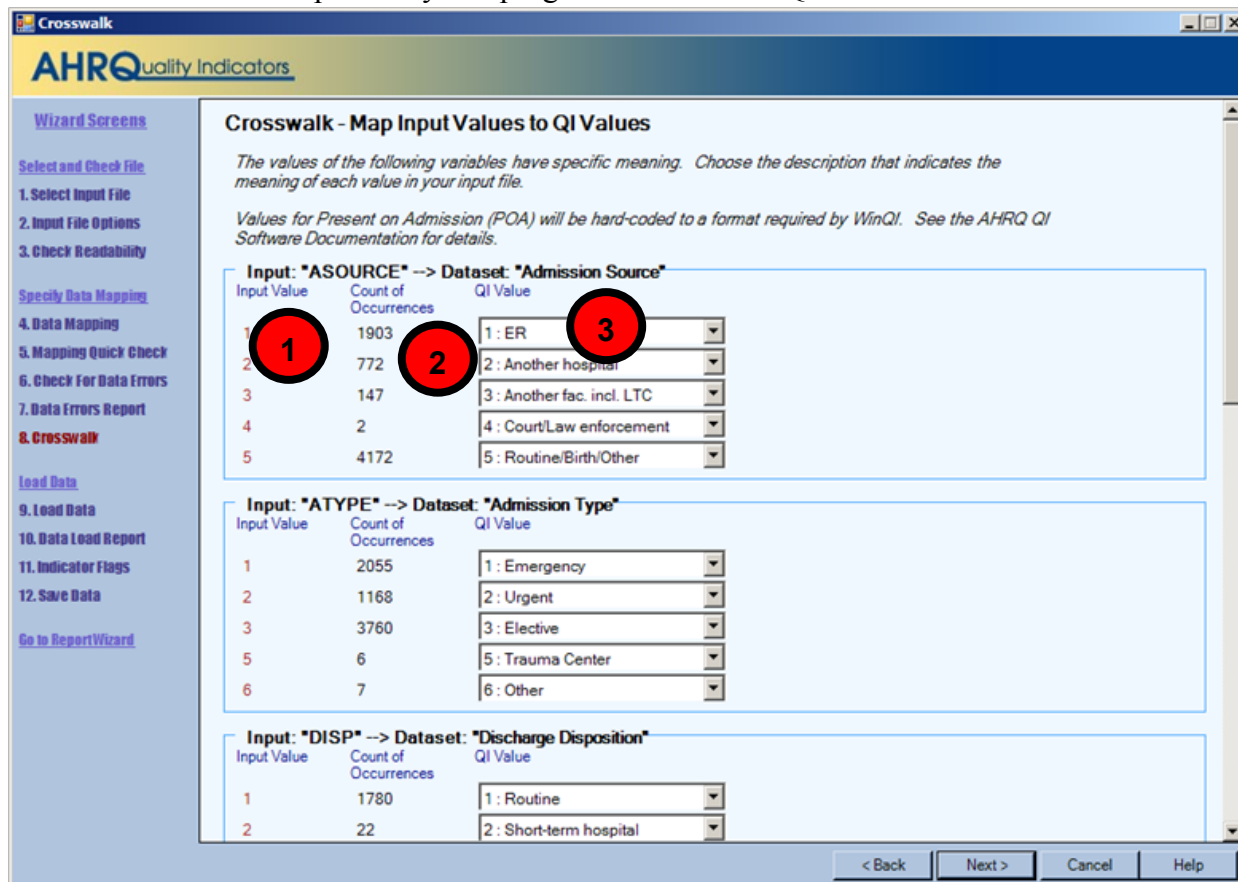 Crosswalk
AHRQuality Indicators
Wizard Screens
Select and Check File
1. Select Input File
2. Input File Options
3. Check Readability
Specify Data Mapping
4. Data Mapping
5. Mapping Quick Check
6. Check For Data Errors
7. Data Errors Report
8. Crosswalk
Load Data
9. Load Data
10. Data Load Report
11. Indicator Flags
12. Save Data
Go to ReportWizard
Crosswalk - Map Input Values to QI Values
The values of the following variables have specific meaning. Choose the description that indicates the
meaning of each value in your input file.
Values for Present on Admission (POA) will be hard-coded to a format required by WinQI. See the AHRQ QI
Software Documentation for details.
Input: "ASOURCE" --> Dataset: "Admission Source"
Input Value Count of Occurrences QI Value
1 1903 1 : ER
2 772 2 : Another hospital
3 147 3 : Another fac. incl. LTC
4 2 4 : Court/Law enforcement
5 4172 5 : Routine/Birth/Other
1
2
3
Input: "ATYPE" --> Dataset: "Admission Type"
Input Value Count of Occurrences QI Value
1 2055 1 : Emergency
2 1168 2 : Urgent
3 3760 3 : Elective
5 6 5 : Trauma Center
6 7 6 : Other
Input: "DISP" --> Dataset: "Discharge Disposition"
Input Value Count of Occurrences QI Value
1 1780 1 : Routine
2 22 2 : Short-term hospital
< Back Next > Cancel Help